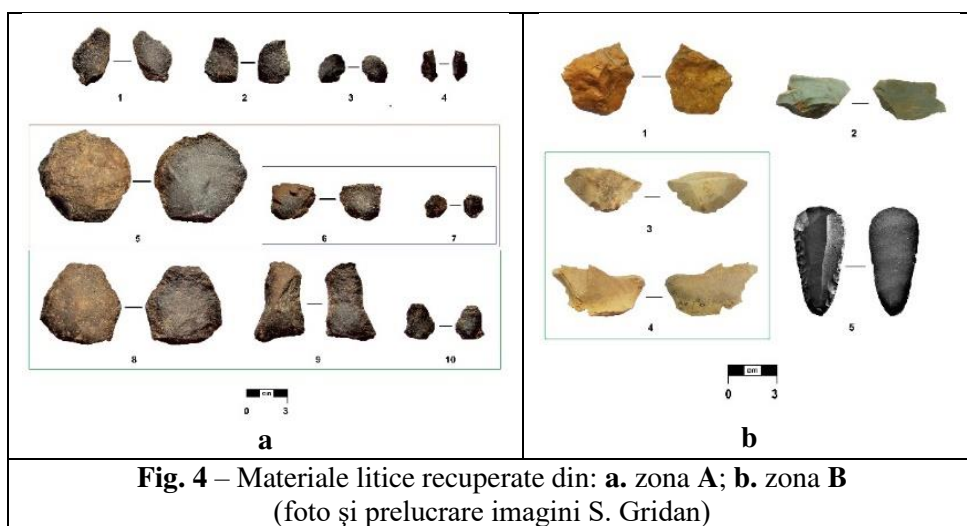 1 2 3 4
5 6 7
8 9 10
cm
0 3
a
1 2
3
4 5
cm
0 3
b
Fig. 4 – Materiale litice recuperate din: a. zona A; b. zona B
(foto și prelucrare imagini S. Gridan)